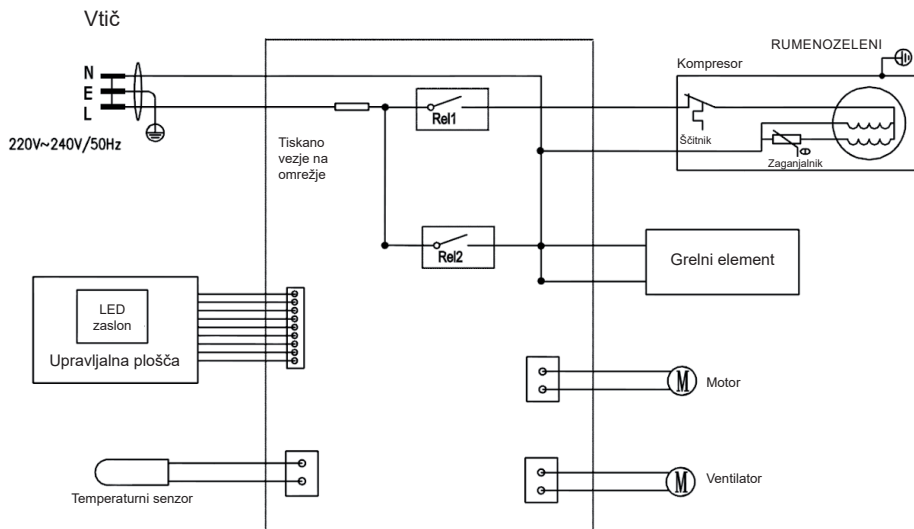 Vtič
N
E
L
220V~240V/50Hz
Tiskano
vezje na
omrežje
Rel1
Rel2
RUMENOZELENI
Kompresor
Ščitnik
Zaganjalnik
Grelni element
LED
zaslon
Upravljalna plošča
M
Motor
Temperaturni senzor
M
Ventilator